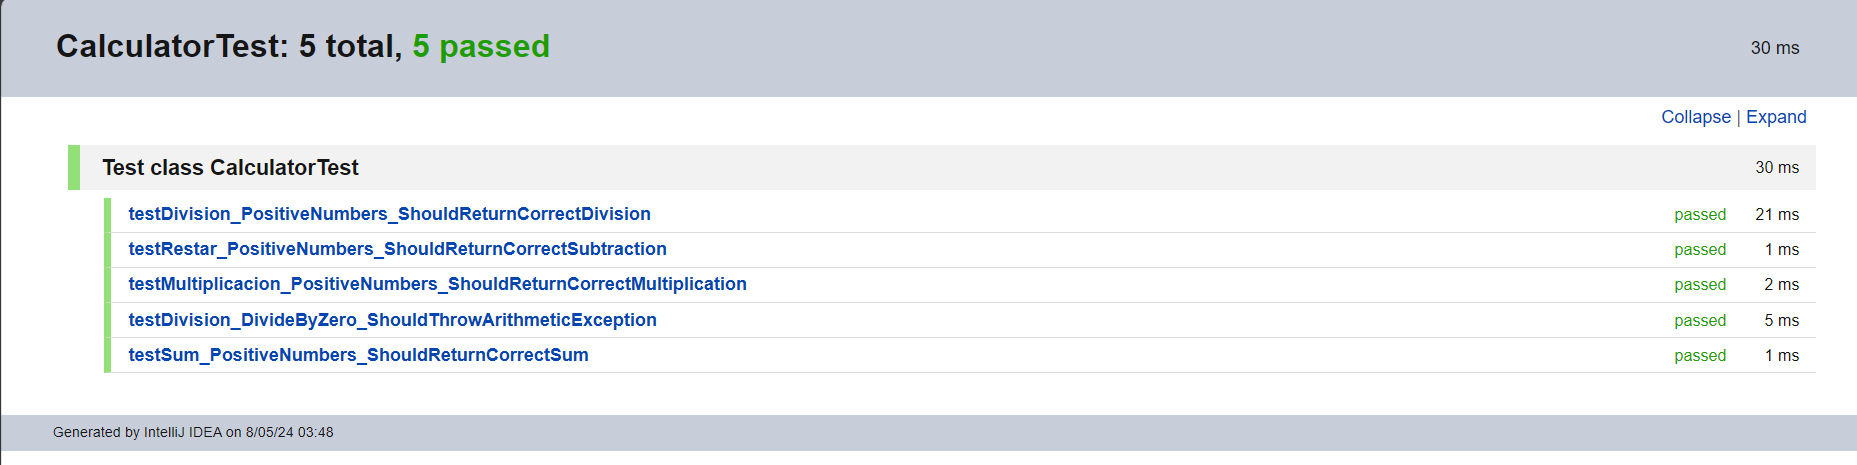 CalculatorTest: 5 total, 5 passed 30 ms
Collapse | Expand
Test class CalculatorTest 30 ms
testDivision_PositiveNumbers_ShouldReturnCorrectDivision passed 21 ms
testRestar_PositiveNumbers_ShouldReturnCorrectSubtraction passed 1 ms
testMultiplicacion_PositiveNumbers_ShouldReturnCorrectMultiplication passed 2 ms
testDivision_DivideByZero_ShouldThrowArithmeticException passed 5 ms
testSum_PositiveNumbers_ShouldReturnCorrectSum passed 1 ms
Generated by IntelliJ IDEA on 8/05/24 03:48